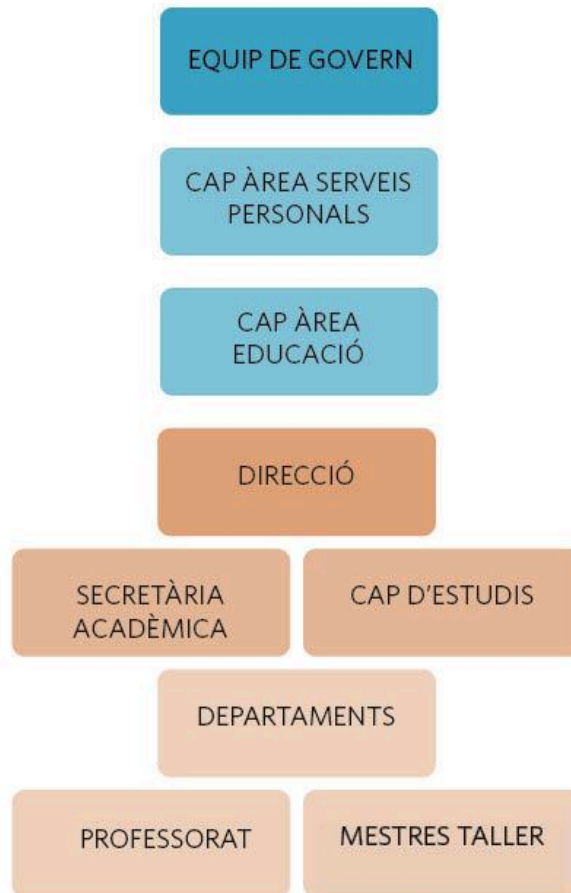 EQUIP DE GOVERN
CAP ÀREA SERVEIS
PERSONALS
CAP ÀREA
EDUCACIÓ
DIRECCIÓ
SECRETÀRIA
ACADÈMICA
CAP D'ESTUDIS
DEPARTAMENTS
PROFESSORAT
MESTRES TALLER